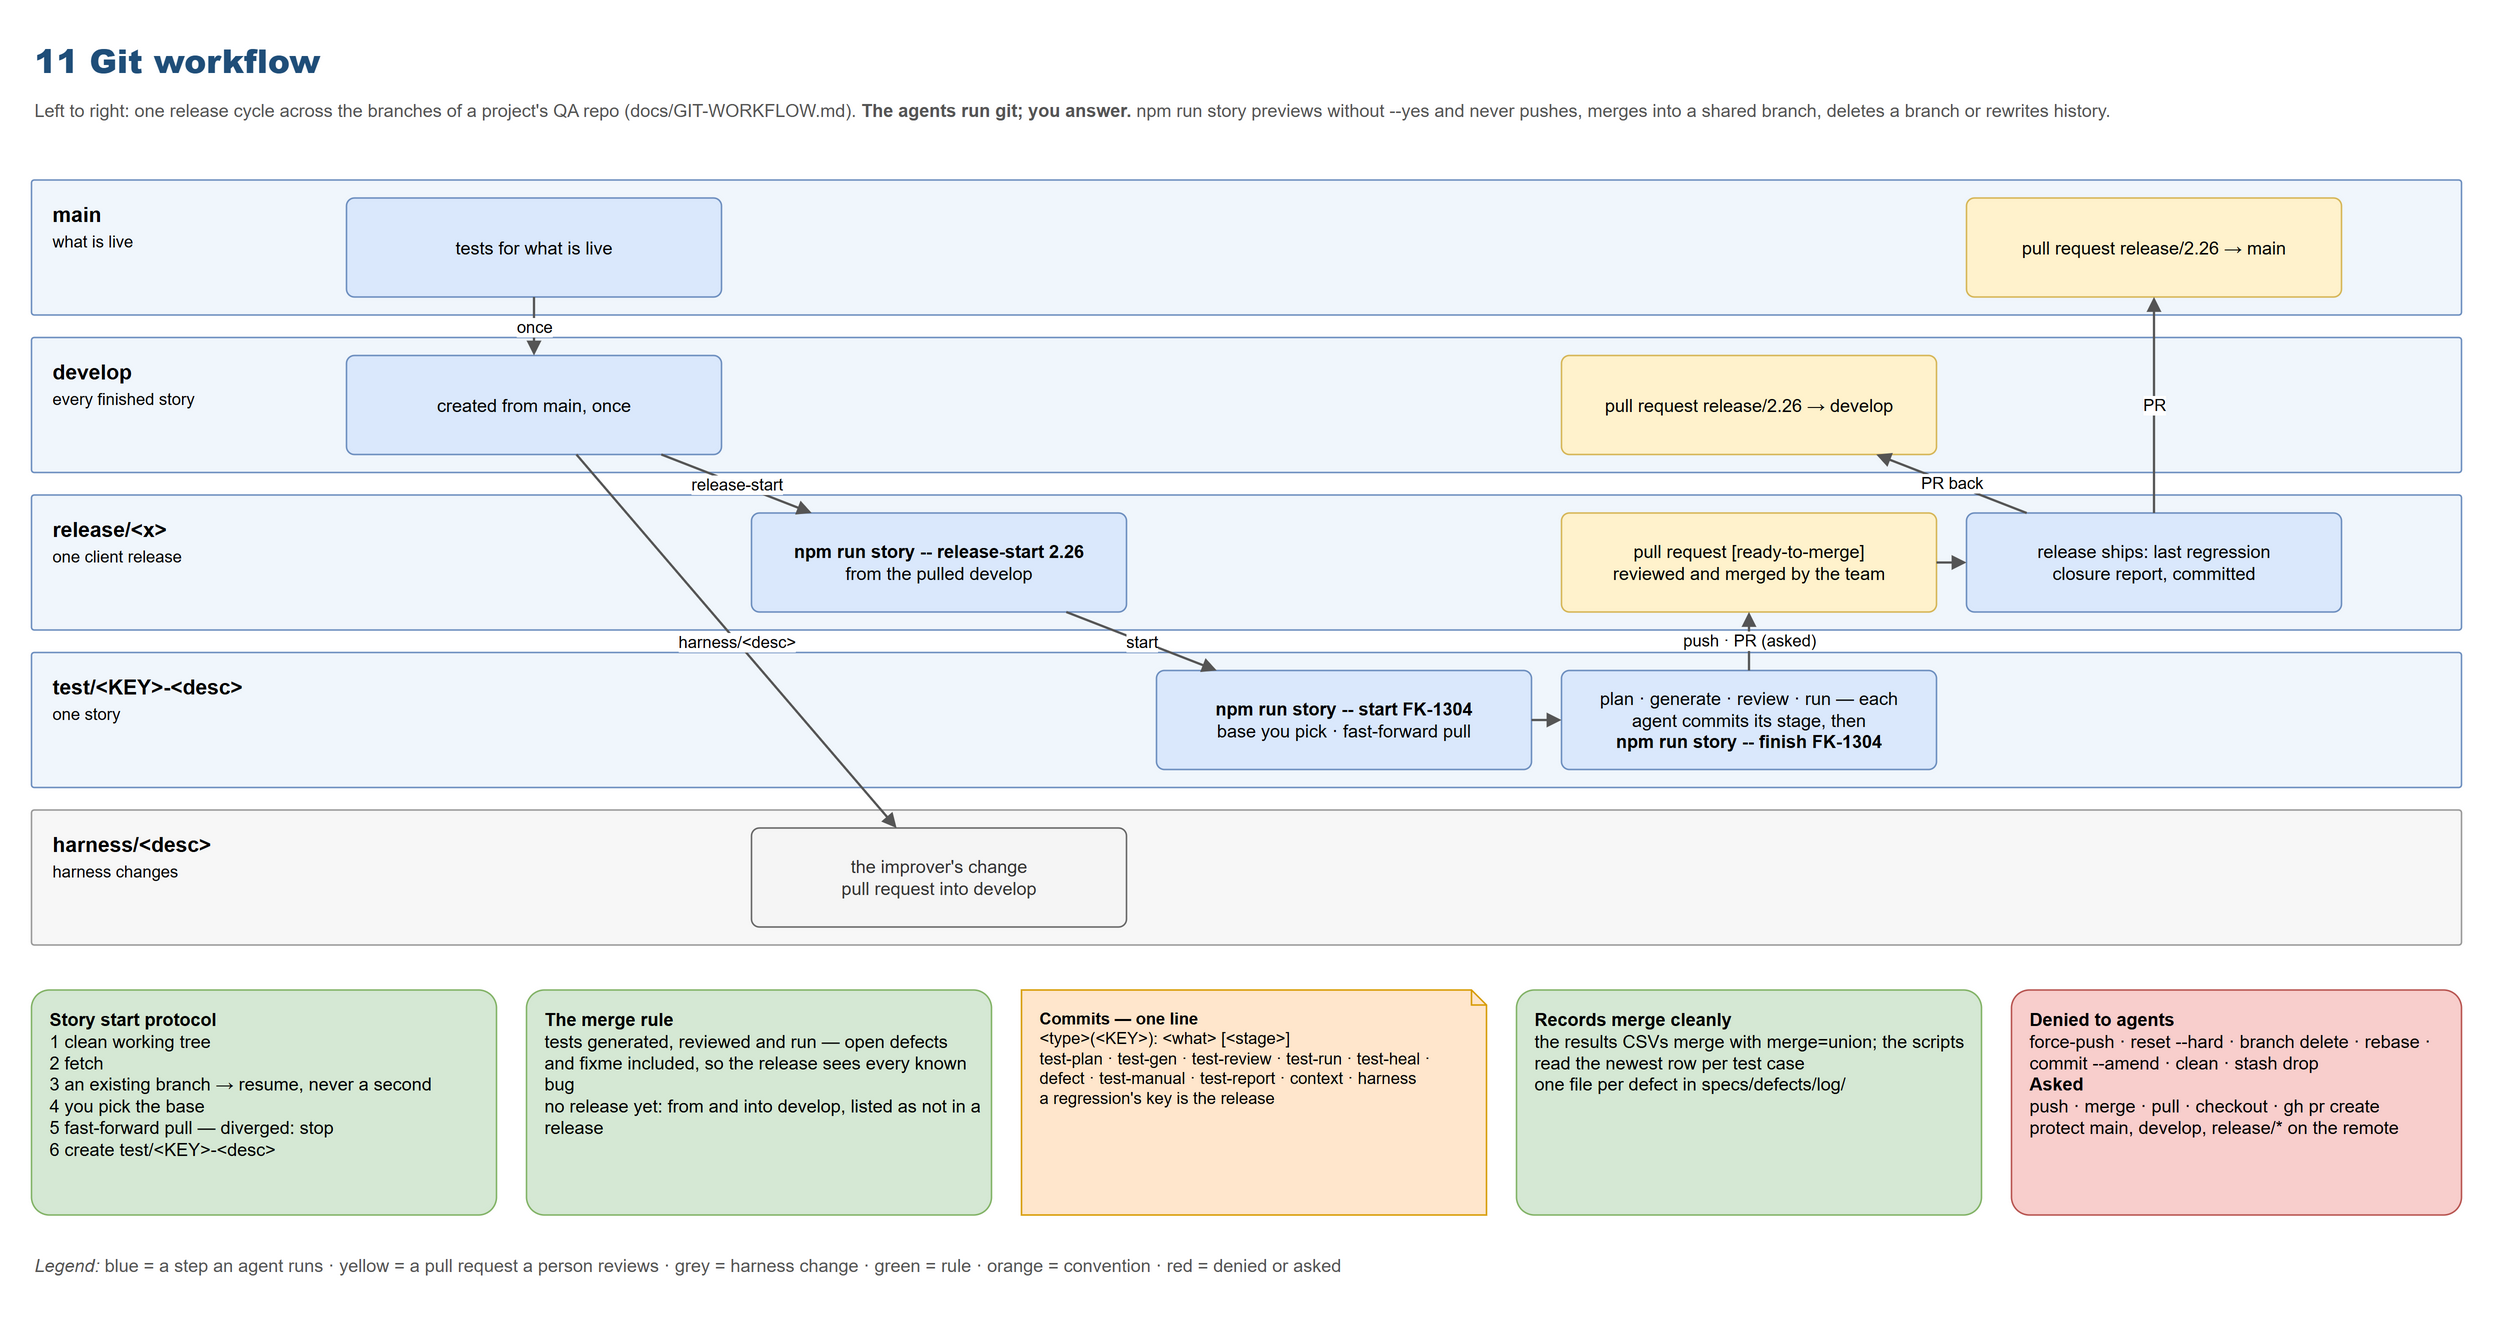 11 Git workflow
Left to right: one release cycle across the branches of a project's QA repo (docs/GIT-WORKFLOW.md). The agents run git; you answer. npm run story previews without --yes and never pushes, merges into a shared branch, deletes a branch or rewrites history.
main
what is live
tests for what is live
pull request release/2.26 → main
once
develop
every finished story
created from main, once
pull request release/2.26 → develop
PR
release-start
PR back
release/<x>
one client release
npm run story -- release-start 2.26
from the pulled develop
pull request [ready-to-merge]
reviewed and merged by the team
release ships: last regression
closure report, committed
harness/<desc>
start
push · PR (asked)
test/<KEY>-<desc>
one story
npm run story -- start FK-1304
base you pick · fast-forward pull
plan · generate · review · run — each
agent commits its stage, then
npm run story -- finish FK-1304
harness/<desc>
harness changes
the improver's change
pull request into develop
Story start protocol
1 clean working tree
2 fetch
3 an existing branch → resume, never a second
4 you pick the base
5 fast-forward pull — diverged: stop
6 create test/<KEY>-<desc>
The merge rule
tests generated, reviewed and run — open defects
and fixme included, so the release sees every known
bug
no release yet: from and into develop, listed as not in a
release
Commits — one line
<type>(<KEY>): <what> [<stage>]
test-plan · test-gen · test-review · test-run · test-heal ·
defect · test-manual · test-report · context · harness
a regression's key is the release
Records merge cleanly
the results CSVs merge with merge=union; the scripts
read the newest row per test case
one file per defect in specs/defects/log/
Denied to agents
force-push · reset --hard · branch delete · rebase ·
commit --amend · clean · stash drop
Asked
push · merge · pull · checkout · gh pr create
protect main, develop, release/* on the remote
Legend: blue = a step an agent runs · yellow = a pull request a person reviews · grey = harness change · green = rule · orange = convention · red = denied or asked